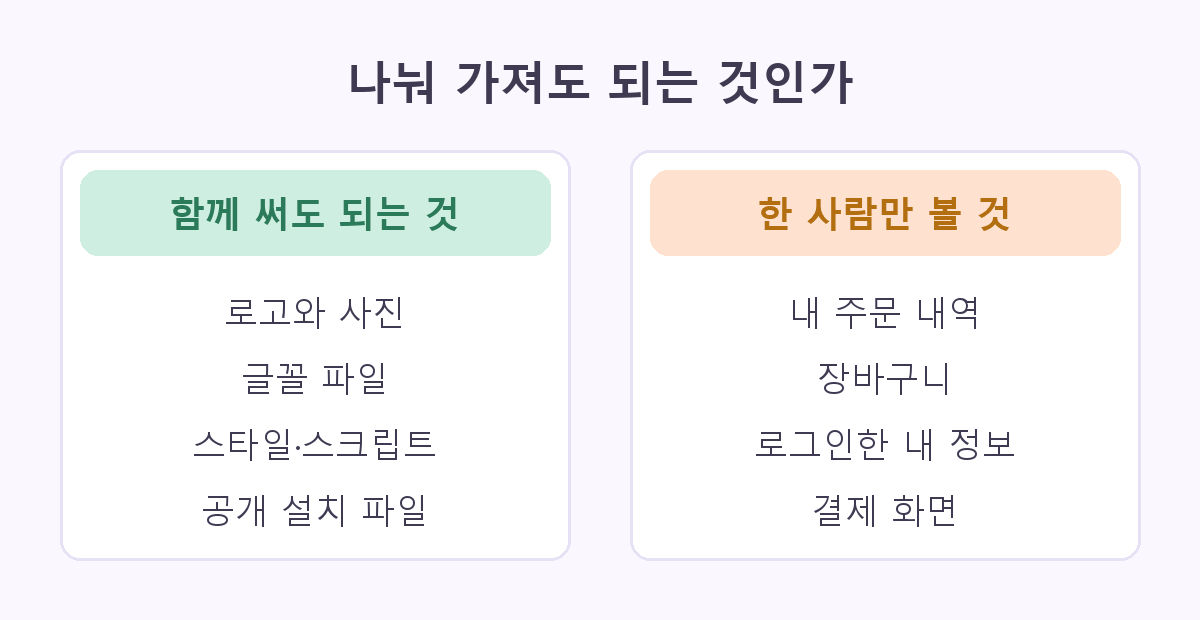 나눠 가져도 되는 것인가
함께 써도 되는 것
로고와 사진
글꼴 파일
스타일·스크립트
공개 설치 파일
한 사람만 볼 것
내 주문 내역
장바구니
로그인한 내 정보
결제 화면